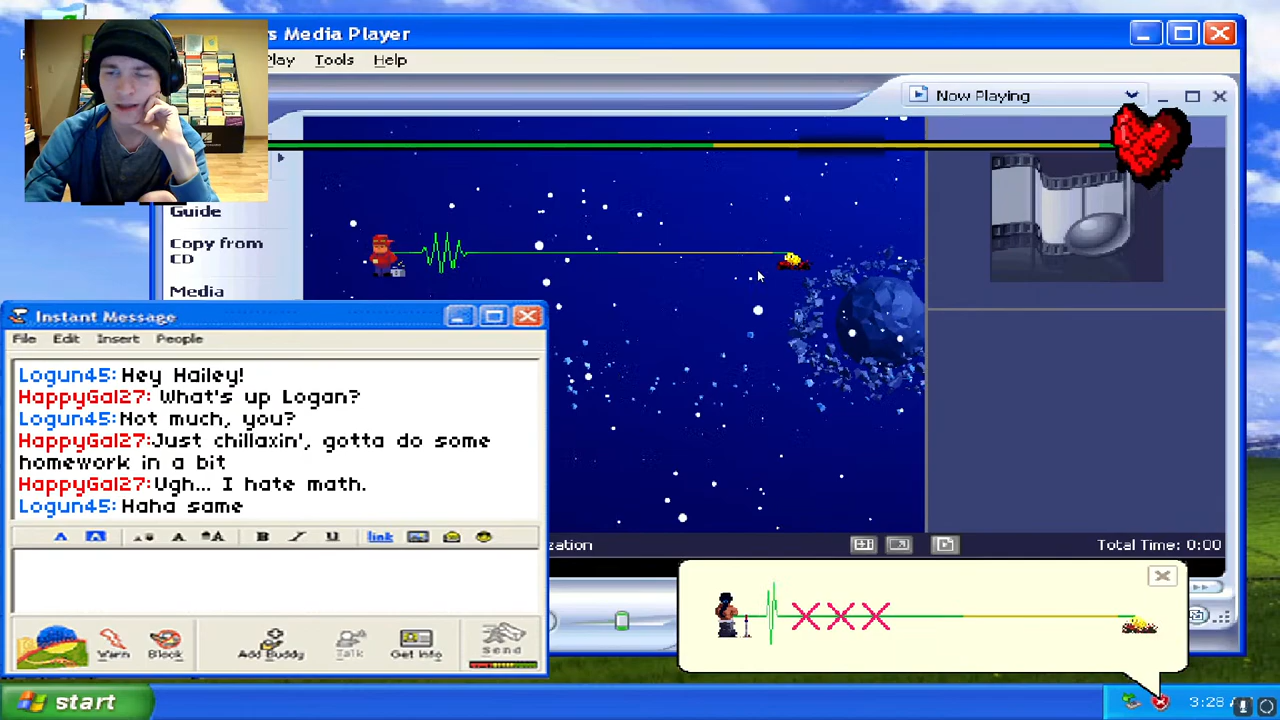 s Media Player
Play Tools Help
Now Playing
Guide
Copy from
CD
Media
Instant Message
File Edit Insert People
Logun45: Hey Hailey!
HappyGal27: What's up Logan?
Logun45: Not much, you?
HappyGal27: Just chillaxin', gotta do some
homework in a bit
HappyGal27: Ugh... I hate math.
Logun45: Haha same
A A A A A B I U link
zation
Total Time: 0:00
Warn Block Add Buddy Talk Get Info Send
start
3:28